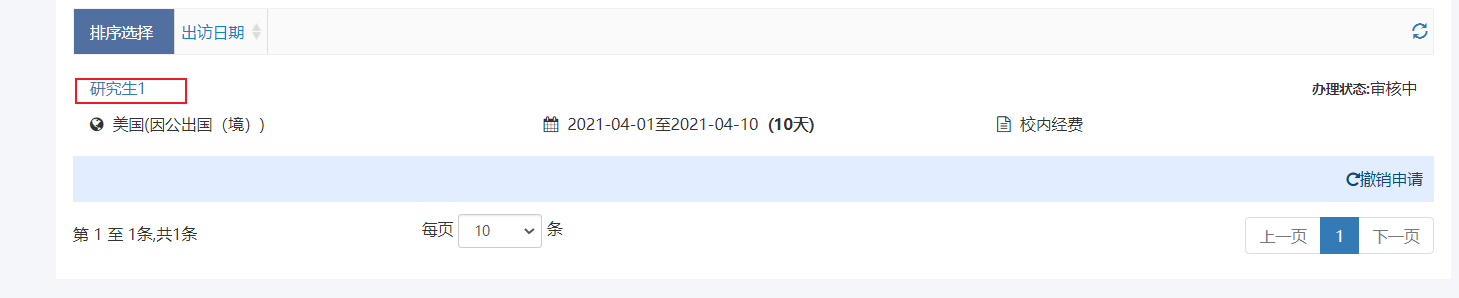 排序选择 出访日期
研究生1 办理状态:审核中
美国(因公出国（境）) 2021-04-01至2021-04-10 (10天) 校内经费
撤销申请
第 1 至 1条,共1条 每页 10 条 上一页 1 下一页